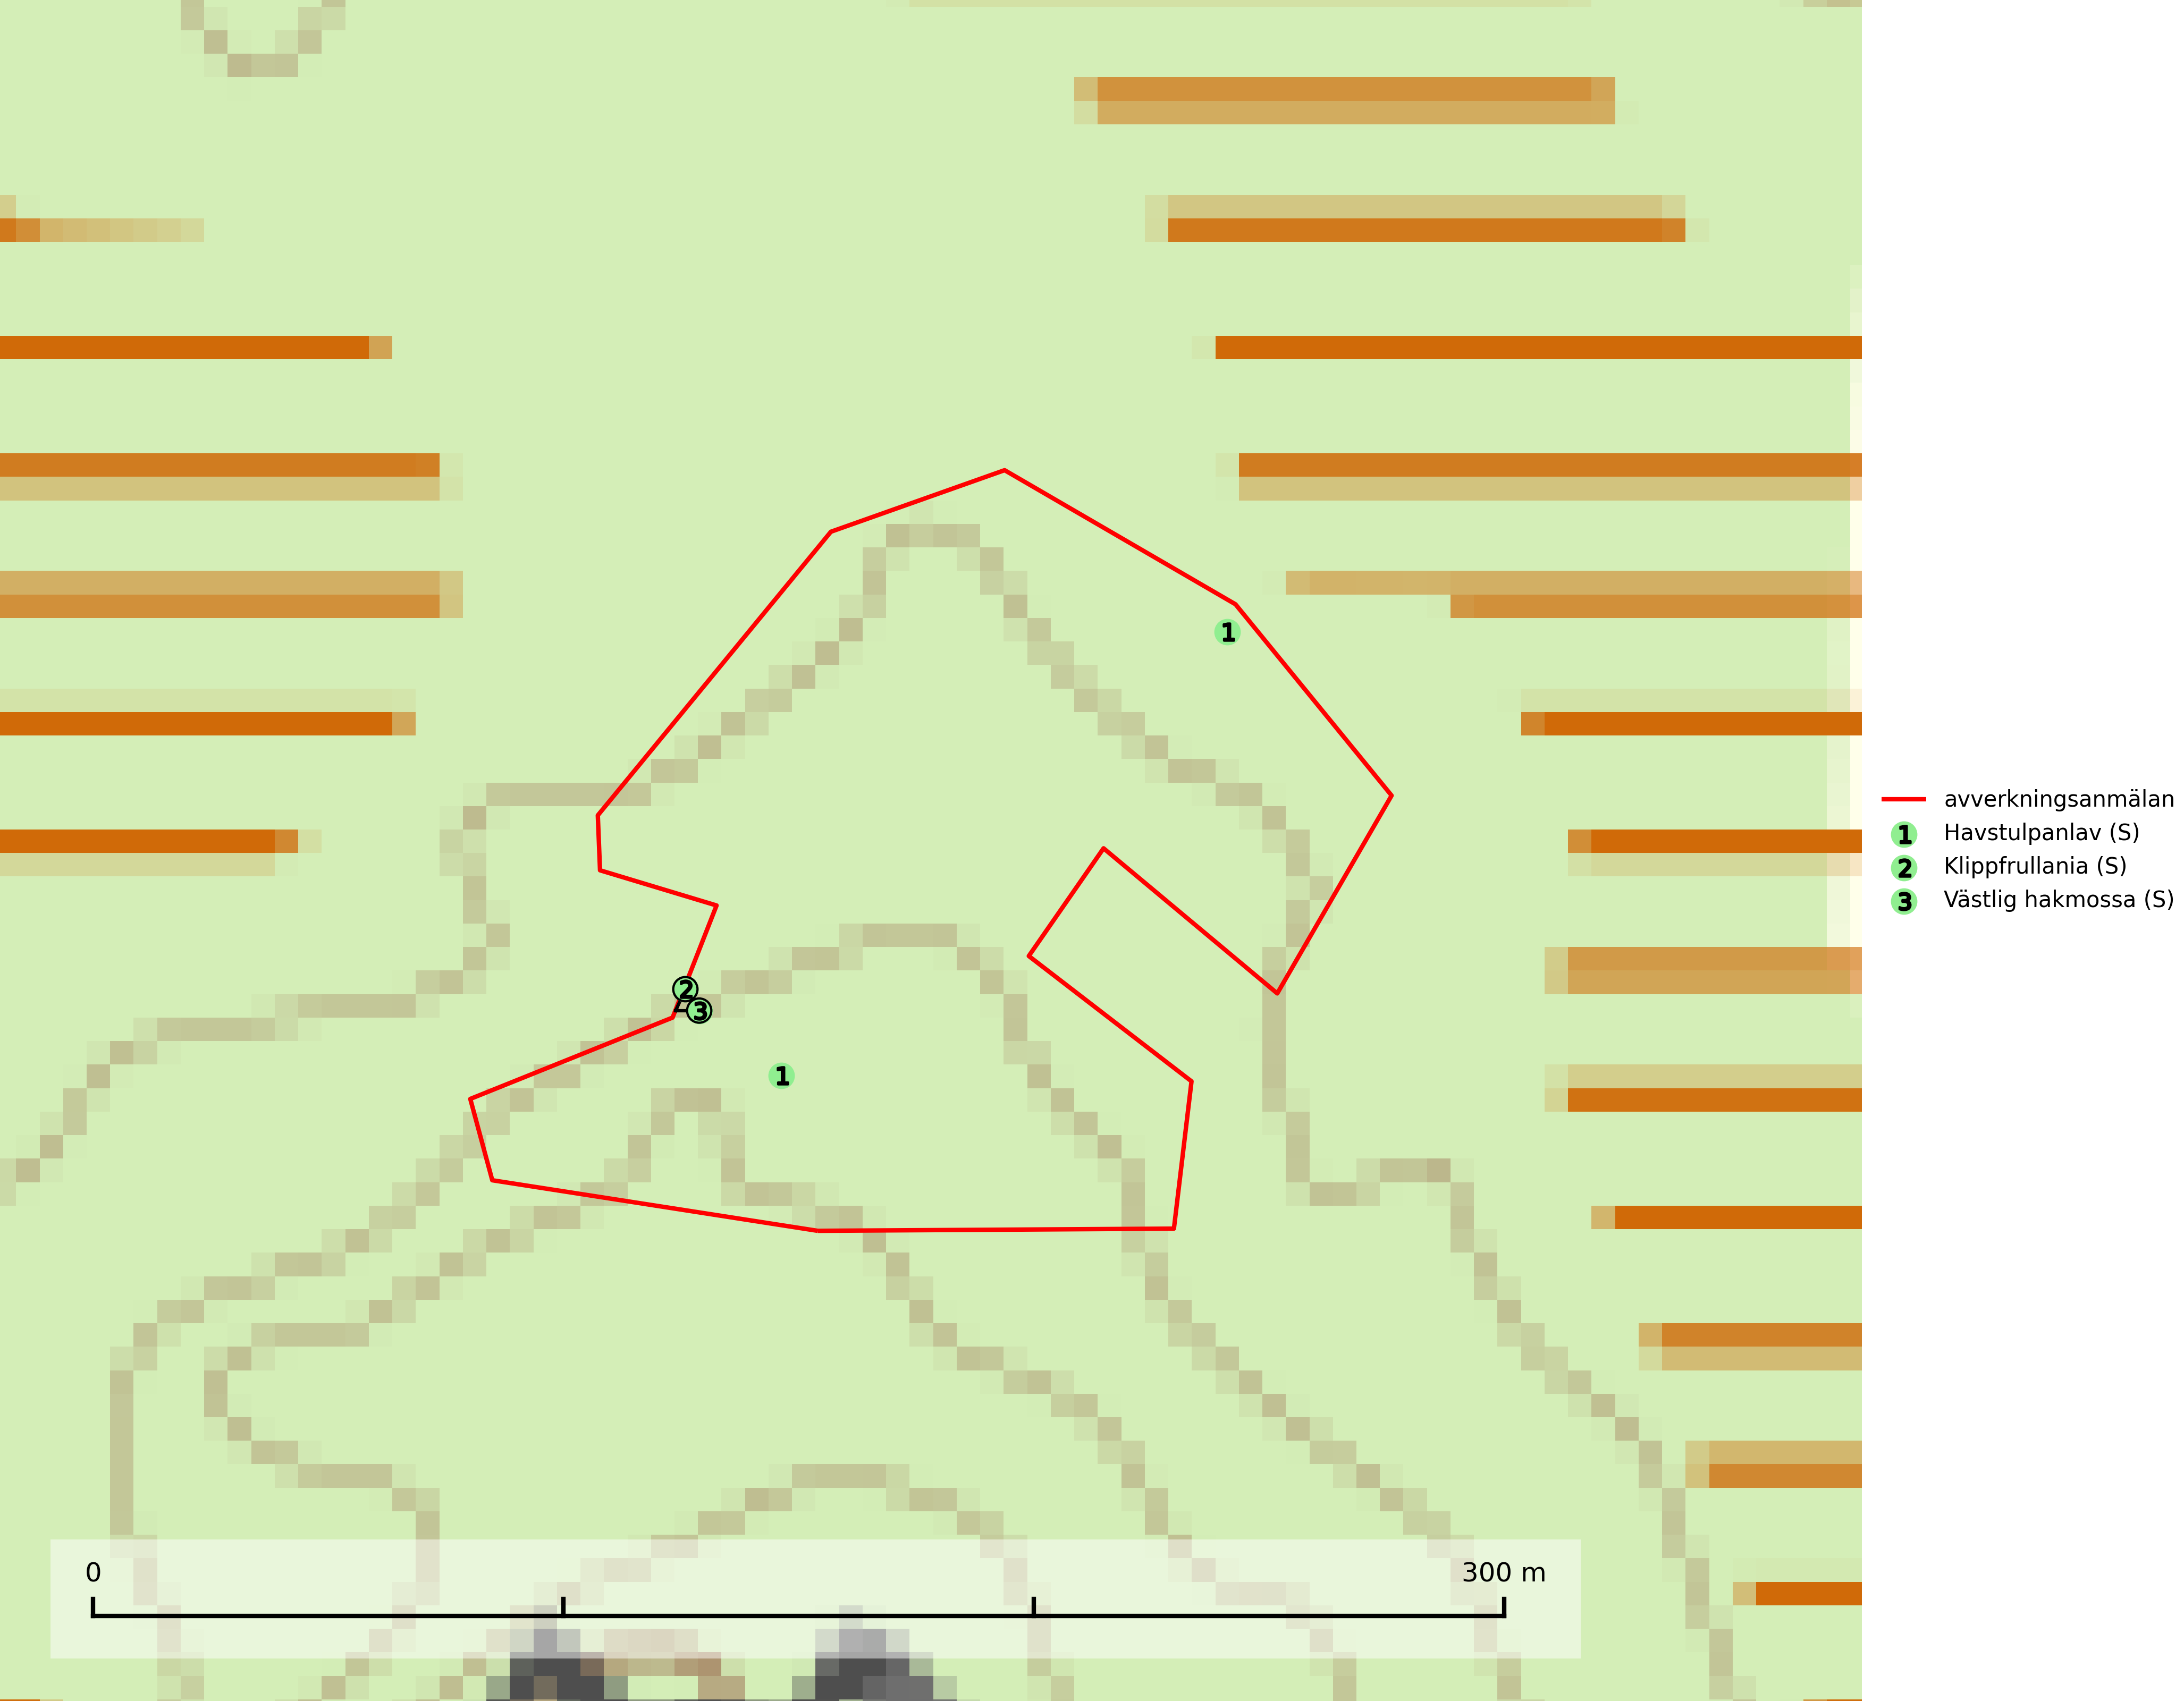 1
2
3
1
avverkningsanmälan
1 Havstulpanlav (S)
2 Klippfrullania (S)
3 Västlig hakmossa (S)
0 300 m